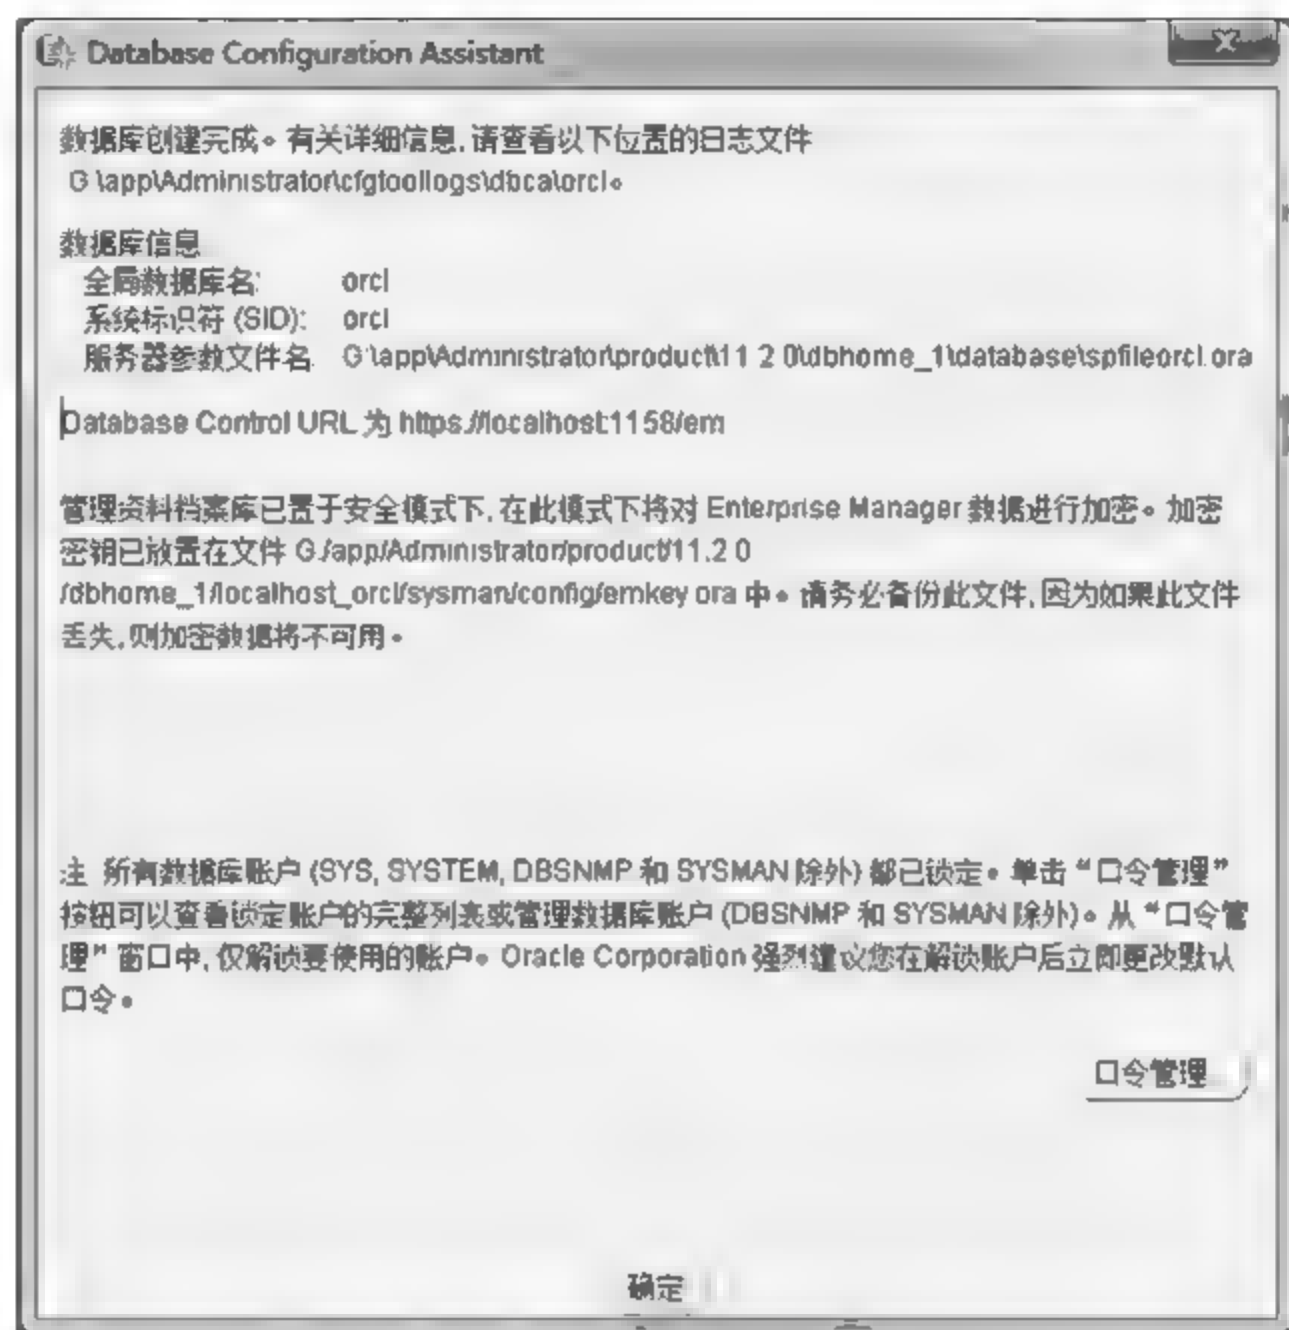 Database Configuration Assistant
数据库创建完成。有关详细信息,请查看以下位置的日志文件
G:\app\Administrator\cfgtoollogs\dbca\orcl。
数据库信息
全局数据库名: orcl
系统标识符 (SID): orcl
服务器参数文件名: G:\app\Administrator\product\11.2.0\dbhome_1\database\spfileorcl.ora
Database Control URL 为 https://localhost:1158/em
管理资料档案库已置于安全模式下,在此模式下将对 Enterprise Manager 数据进行加密。加密
密钥已放置在文件 G:/app/Administrator/product/11.2.0
/dbhome_1/localhost_orcl/sysman/config/emkey.ora 中。请务必备份此文件,因为如果此文件
丢失,则加密数据将不可用。
注: 所有数据库账户 (SYS, SYSTEM, DBSNMP 和 SYSMAN 除外) 都已锁定。单击“口令管理”
按钮可以查看锁定账户的完整列表或管理数据库账户 (DBSNMP 和 SYSMAN 除外)。从“口令管
理”窗口中,仅解锁要使用的账户。Oracle Corporation 强烈建议您在解锁账户后立即更改默认
口令。
口令管理
确定